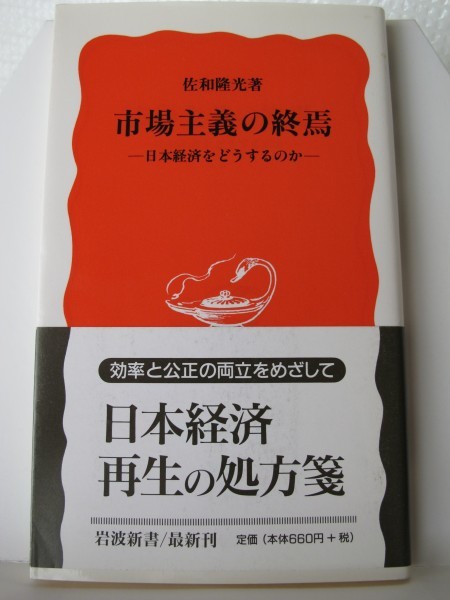 佐和隆光著
市場主義の終焉
―日本経済をどうするのか―
効率と公正の両立をめざして
日本経済
再生の処方箋
岩波新書/最新刊 定価(本体660円+税)